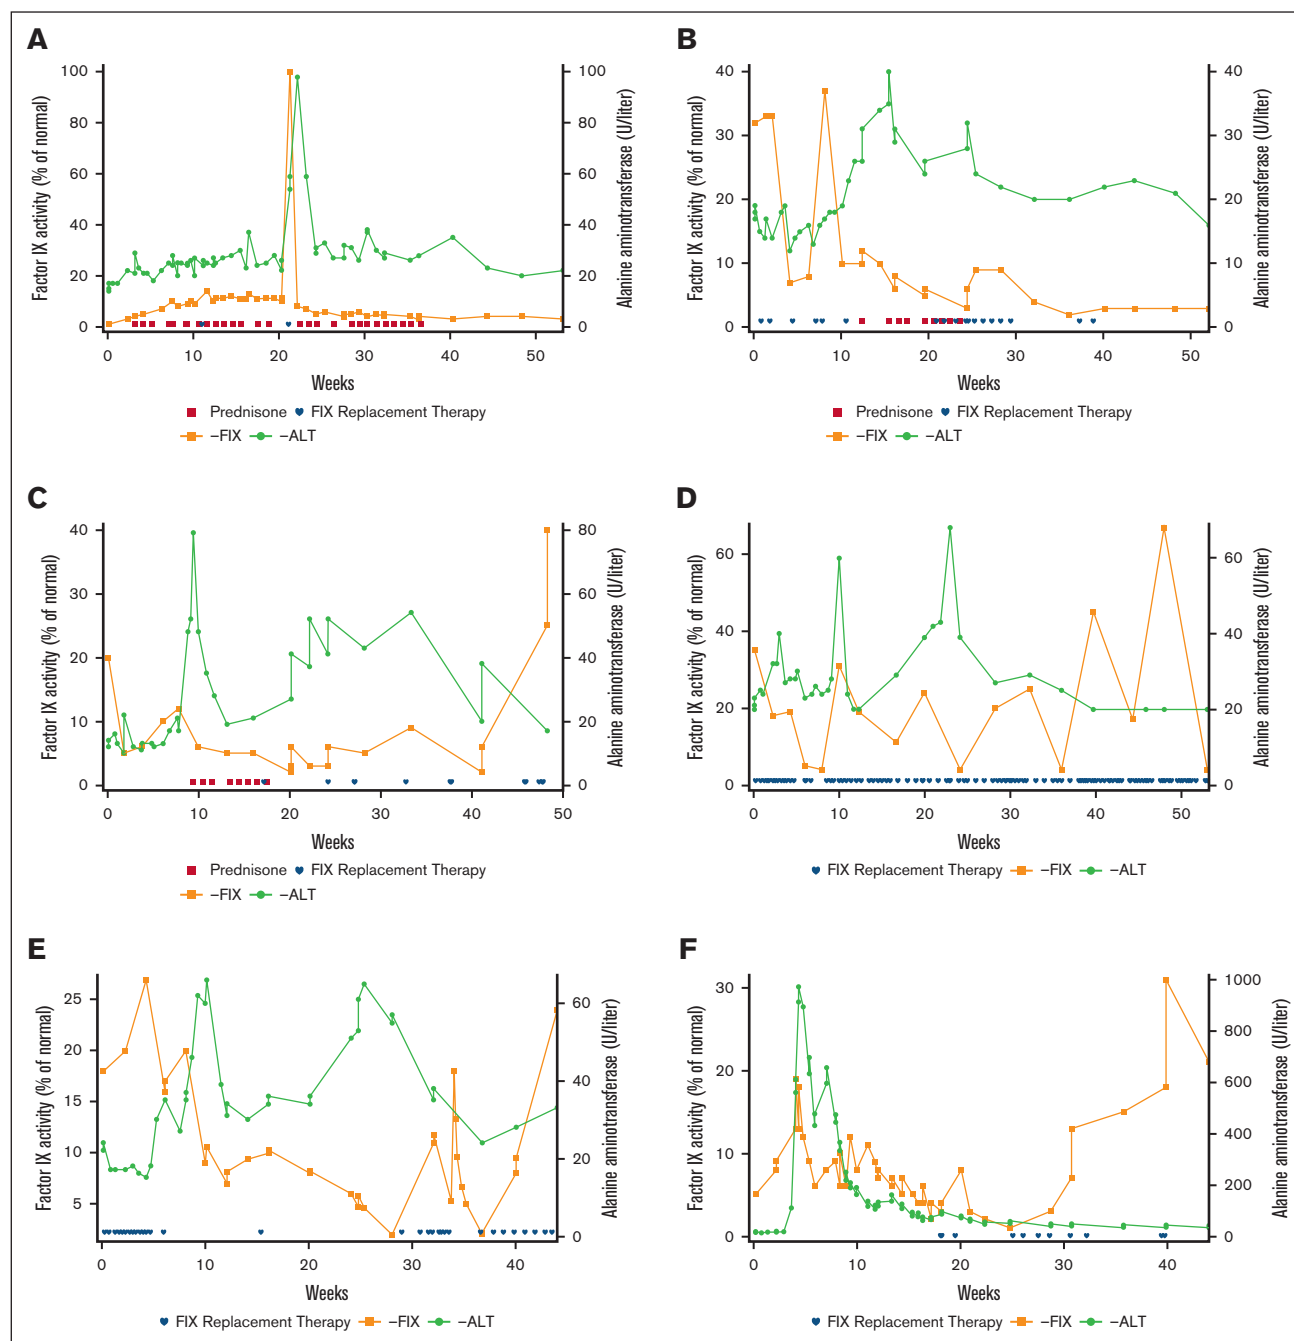 A
Factor IX activity (% of normal)
100
80
60
40
20
0
100
80
60
40
20
0
Alanine aminotransferase (U/liter)
0 10 20 30 40 50
Weeks
Prednisone FIX Replacement Therapy
–FIX –ALT
B
Factor IX activity (% of normal)
40
30
20
10
0
40
30
20
10
0
Alanine aminotransferase (U/liter)
0 10 20 30 40 50
Weeks
Prednisone FIX Replacement Therapy
–FIX –ALT
C
Factor IX activity (% of normal)
40
30
20
10
0
80
60
40
20
0
Alanine aminotransferase (U/liter)
0 10 20 30 40 50
Weeks
Prednisone FIX Replacement Therapy
–FIX –ALT
D
Factor IX activity (% of normal)
60
40
20
0
60
40
20
0
Alanine aminotransferase (U/liter)
0 10 20 30 40 50
Weeks
FIX Replacement Therapy –FIX –ALT
E
Factor IX activity (% of normal)
25
20
15
10
5
60
40
20
0
Alanine aminotransferase (U/liter)
0 10 20 30 40
Weeks
FIX Replacement Therapy –FIX –ALT
F
Factor IX activity (% of normal)
30
20
10
0
1000
800
600
400
200
0
Alanine aminotransferase (U/liter)
0 10 20 30 40
Weeks
FIX Replacement Therapy –FIX –ALT